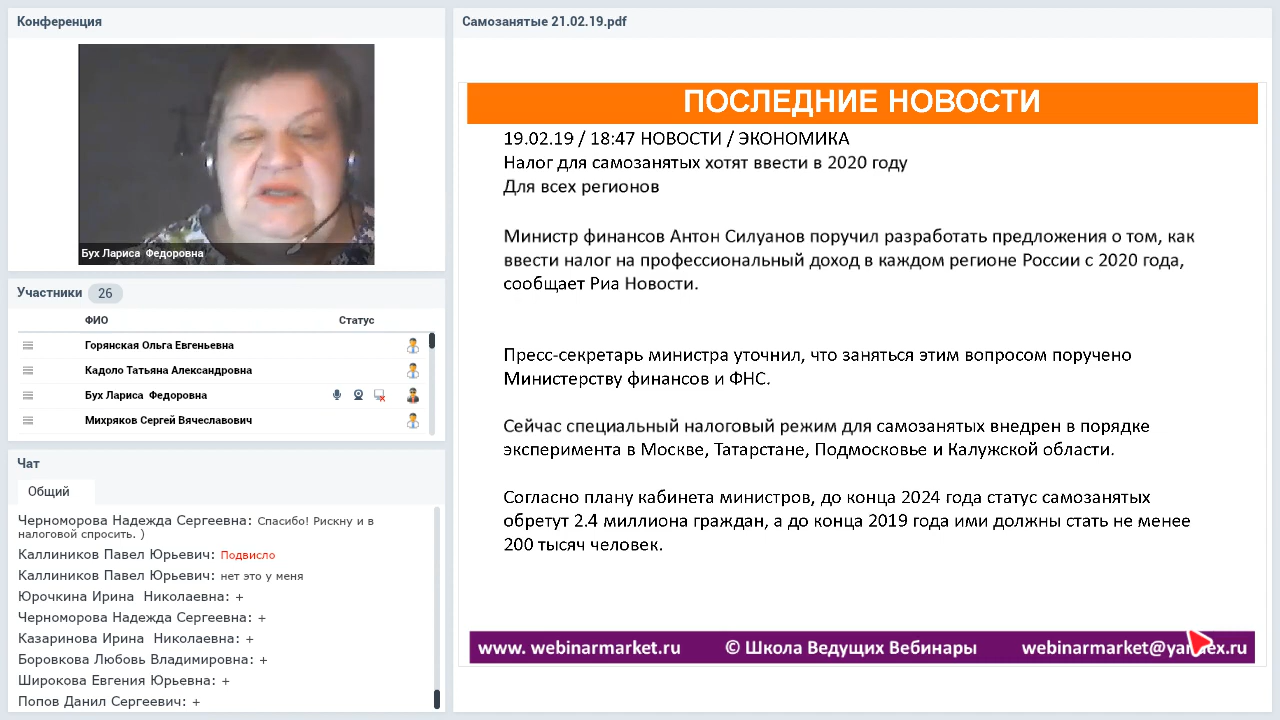 Конференция
Бух Лариса  Федоровна
Участники 26
ФИО Статус
Горянская Ольга Евгеньевна
Кадоло Татьяна Александровна
Бух Лариса  Федоровна
Михряков Сергей Вячеславович
Чат
Общий
Черноморова Надежда Сергеевна: Спасибо! Рискну и в
налоговой спросить. )
Каллиников Павел Юрьевич: Подвисло
Каллиников Павел Юрьевич: нет это у меня
Юрочкина Ирина  Николаевна: +
Черноморова Надежда Сергеевна: +
Казаринова Ирина  Николаевна: +
Боровкова Любовь Владимировна: +
Широкова Евгения Юрьевна: +
Попов Данил Сергеевич: +
Самозанятые 21.02.19.pdf
ПОСЛЕДНИЕ НОВОСТИ
19.02.19 / 18:47 НОВОСТИ / ЭКОНОМИКА
Налог для самозанятых хотят ввести в 2020 году
Для всех регионов
Министр финансов Антон Силуанов поручил разработать предложения о том, как
ввести налог на профессиональный доход в каждом регионе России с 2020 года,
сообщает Риа Новости.
Пресс-секретарь министра уточнил, что заняться этим вопросом поручено
Министерству финансов и ФНС.
Сейчас специальный налоговый режим для самозанятых внедрен в порядке
эксперимента в Москве, Татарстане, Подмосковье и Калужской области.
Согласно плану кабинета министров, до конца 2024 года статус самозанятых
обретут 2.4 миллиона граждан, а до конца 2019 года ими должны стать не менее
200 тысяч человек.
www. webinarmarket.ru © Школа Ведущих Вебинары webinarmarket@yandex.ru